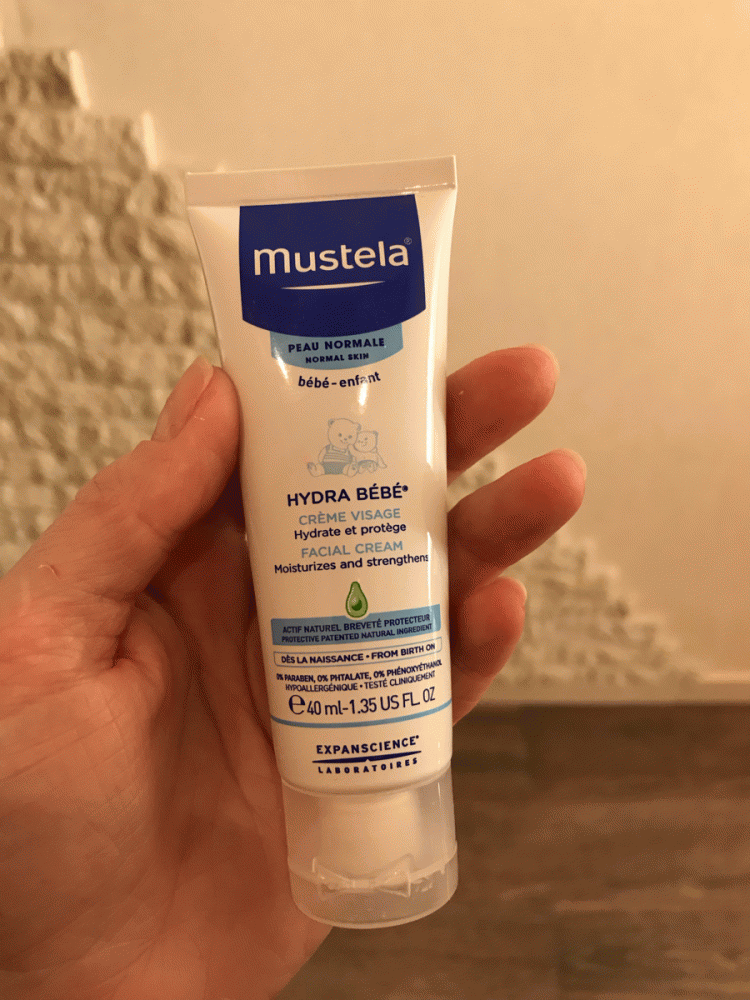 mustela®
PEAU NORMALE
NORMAL SKIN
bébé-enfant
HYDRA BÉBÉ®
CRÈME VISAGE
Hydrate et protège
FACIAL CREAM
Moisturizes and strengthens
ACTIF NATUREL BREVETÉ PROTECTEUR
PROTECTIVE PATENTED NATURAL INGREDIENT
DÈS LA NAISSANCE • FROM BIRTH ON
0% PARABEN, 0% PHTALATE, 0% PHÉNOXYÉTHANOL
HYPOALLERGÉNIQUE • TESTÉ CLINIQUEMENT
℮ 40 ml-1.35 US FL. OZ
EXPANSCIENCE®
LABORATOIRES